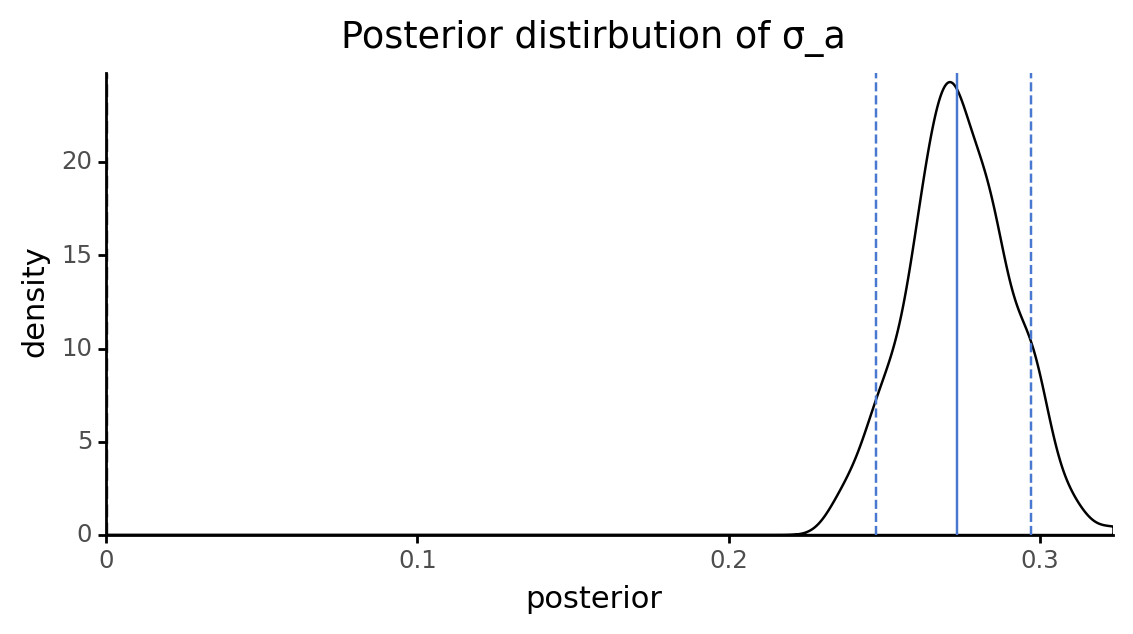 Posterior distirbution of σ_a
density
20
15
10
5
0
0 0.1 0.2 0.3
posterior